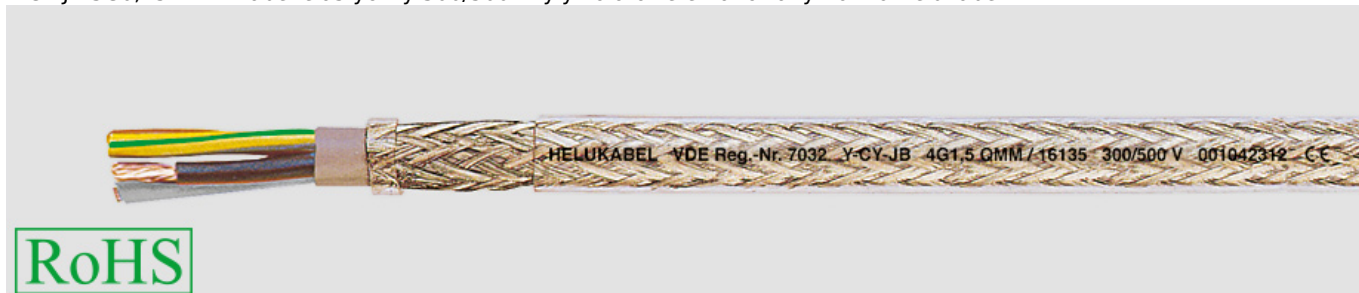 HELUKABEL VDE Reg.-Nr. 7032 Y-CY-JB 4G1,5 QMM / 16135 300/500 V 001042312 CE
RoHS